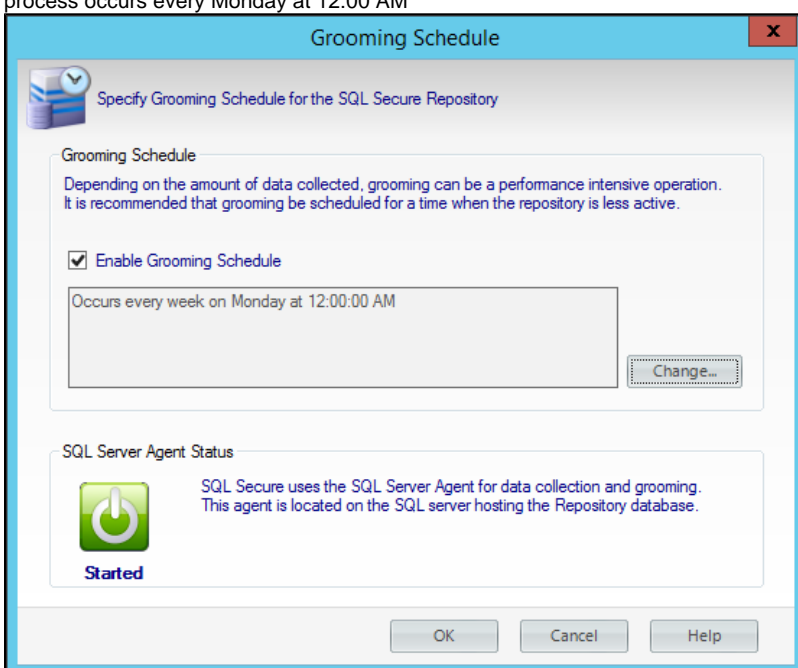 process occurs every Monday at 12:00 AM
Grooming Schedule
x
Specify Grooming Schedule for the SQL Secure Repository
Grooming Schedule
Depending on the amount of data collected, grooming can be a performance intensive operation.
It is recommended that grooming be scheduled for a time when the repository is less active.
Enable Grooming Schedule
Occurs every week on Monday at 12:00:00 AM
Change...
SQL Server Agent Status
SQL Secure uses the SQL Server Agent for data collection and grooming.
This agent is located on the SQL server hosting the Repository database.
Started
OK
Cancel
Help